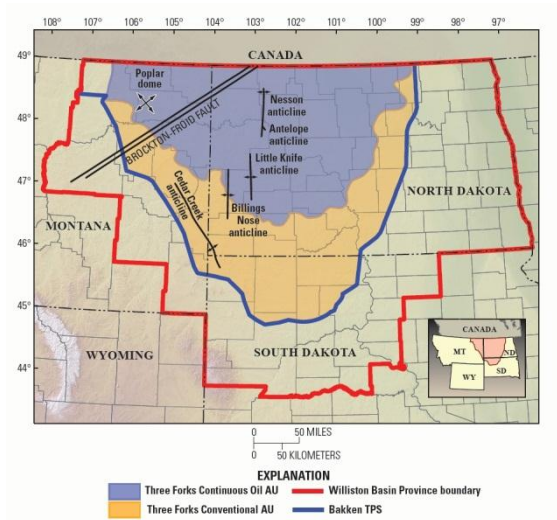 108° 107° 106° 105° 104° 103° 102° 101° 100° 99° 98° 97°
CANADA
49°
Poplar
dome
Nesson
anticline
48°
BROCKTON-FROID FAULT
Antelope
anticline
Little Knife
anticline
47°
Cedar Creek
anticline
NORTH DAKOTA
Billings
Nose
anticline
MONTANA
46°
45°
CANADA
MT
ND
SD
WY
WYOMING
SOUTH DAKOTA
44°
0 50 MILES
0 50 KILOMETERS
EXPLANATION
Three Forks Continuous Oil AU
Williston Basin Province boundary
Three Forks Conventional AU
Bakken TPS